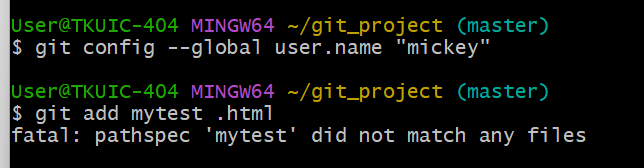 User@TKUIC-404 MINGW64 ~/git_project (master)
$ git config --global user.name "mickey"
User@TKUIC-404 MINGW64 ~/git_project (master)
$ git add mytest .html
fatal: pathspec 'mytest' did not match any files